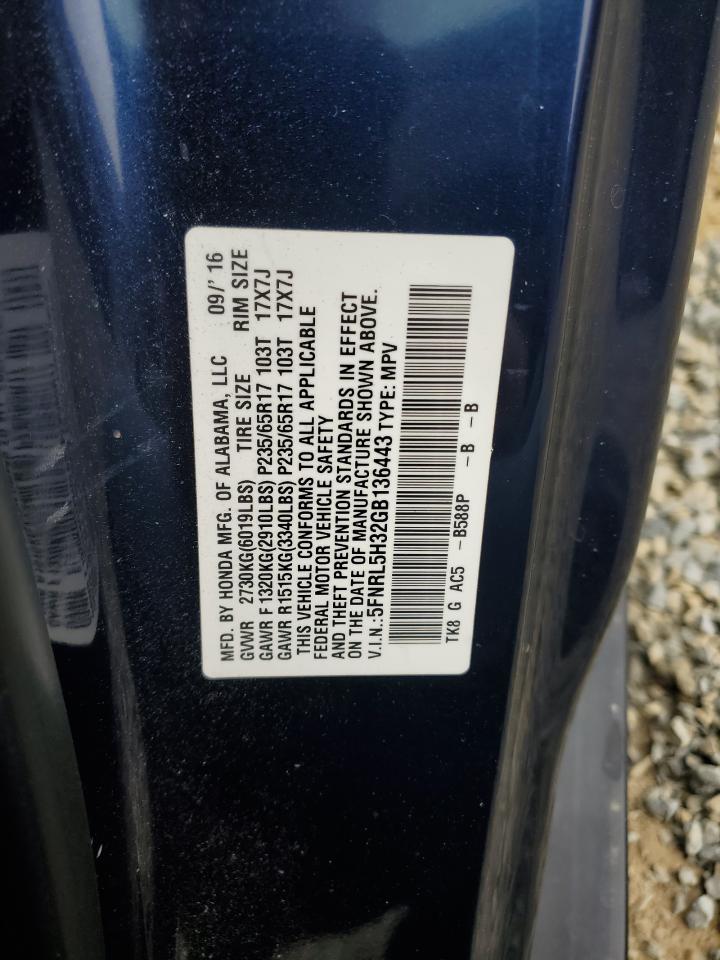 MFD. BY HONDA MFG. OF ALABAMA, LLC 09/' 16
GVWR 2730KG(6019LBS) TIRE SIZE RIM SIZE
GAWR F 1320KG(2910LBS) P235/65R17 103T 17X7J
GAWR R1515KG(3340LBS) P235/65R17 103T 17X7J
THIS VEHICLE CONFORMS TO ALL APPLICABLE
FEDERAL MOTOR VEHICLE SAFETY
AND THEFT PREVENTION STANDARDS IN EFFECT
ON THE DATE OF MANUFACTURE SHOWN ABOVE.
V.I.N.:5FNRL5H32GB136443 TYPE: MPV
TK8 G AC5 -B588P -B -B